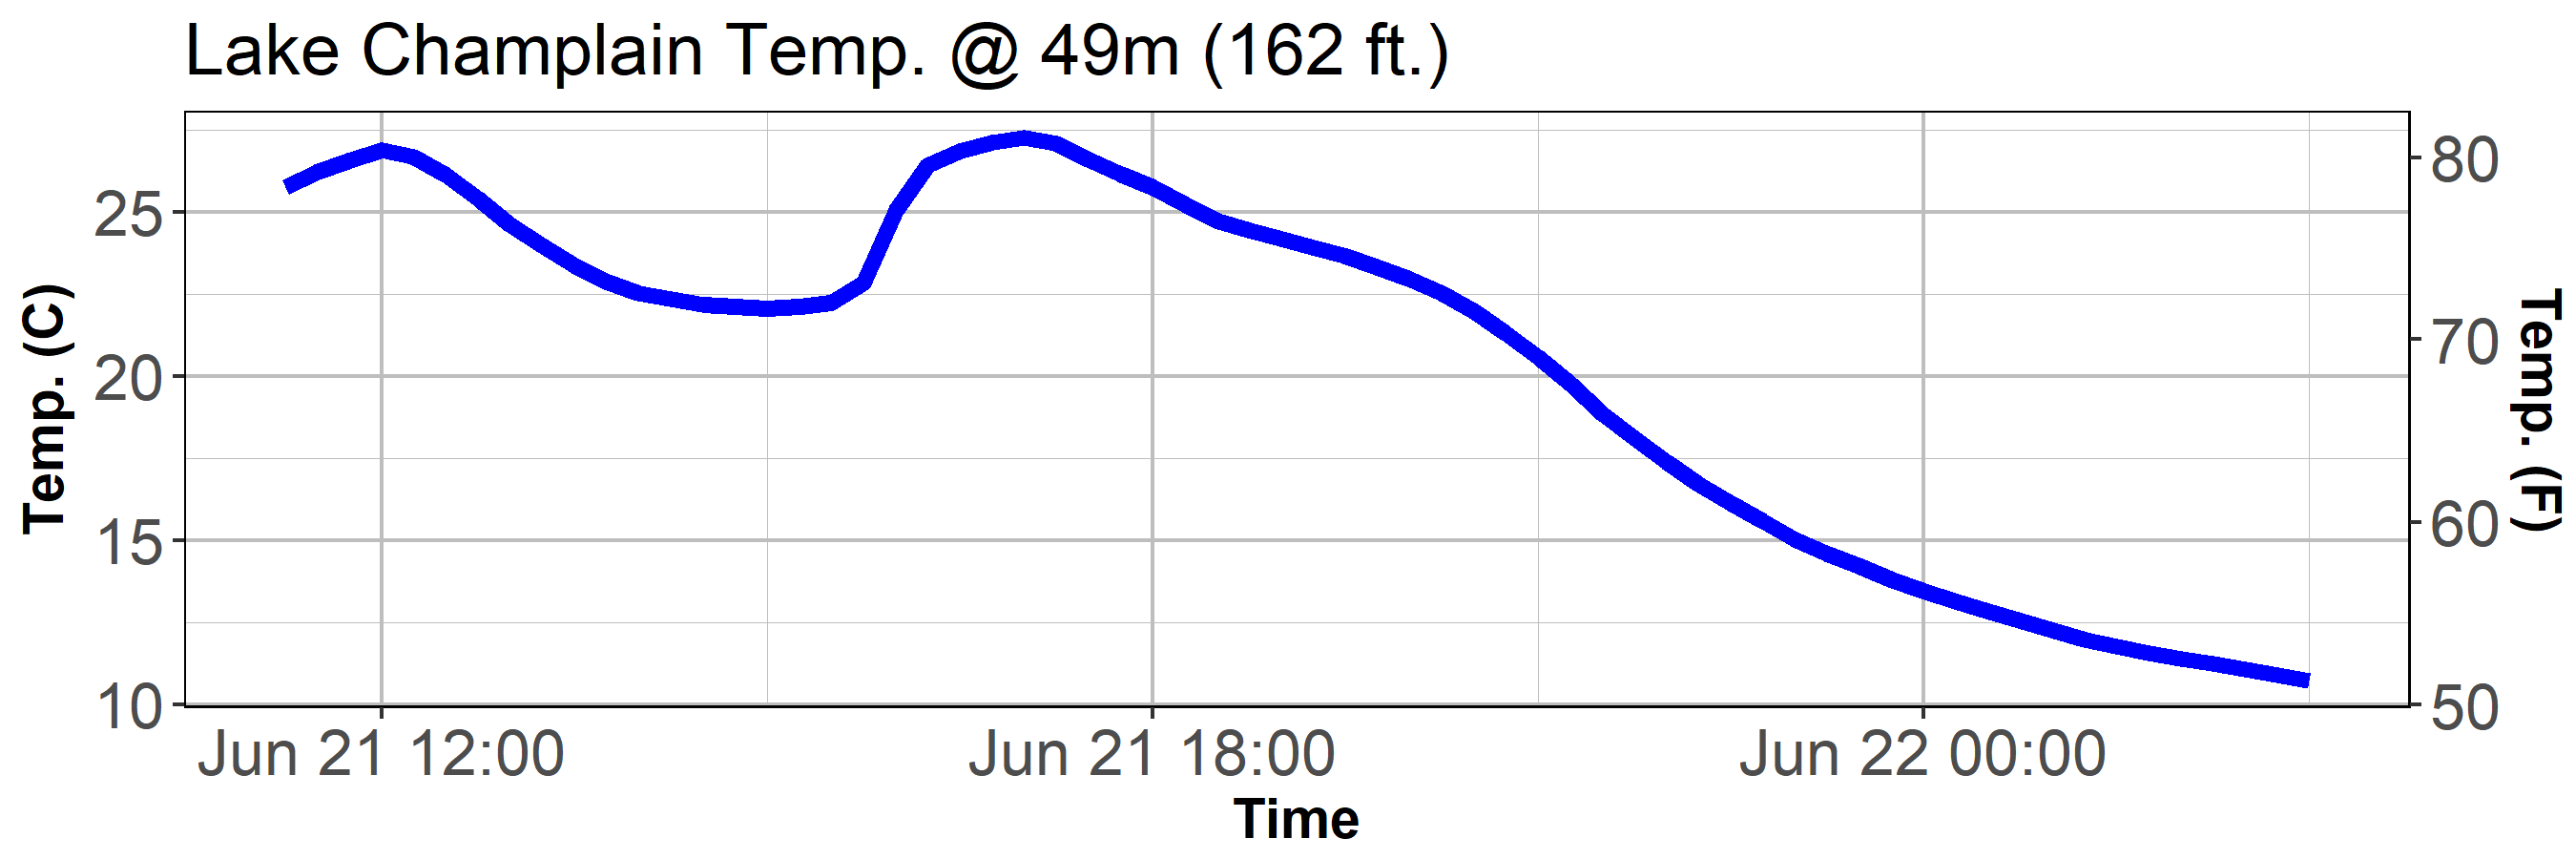 Lake Champlain Temp. @ 49m (162 ft.)
Temp. (C)
25
20
15
10
80
70
60
50
Temp. (F)
Jun 21 12:00
Jun 21 18:00
Jun 22 00:00
Time